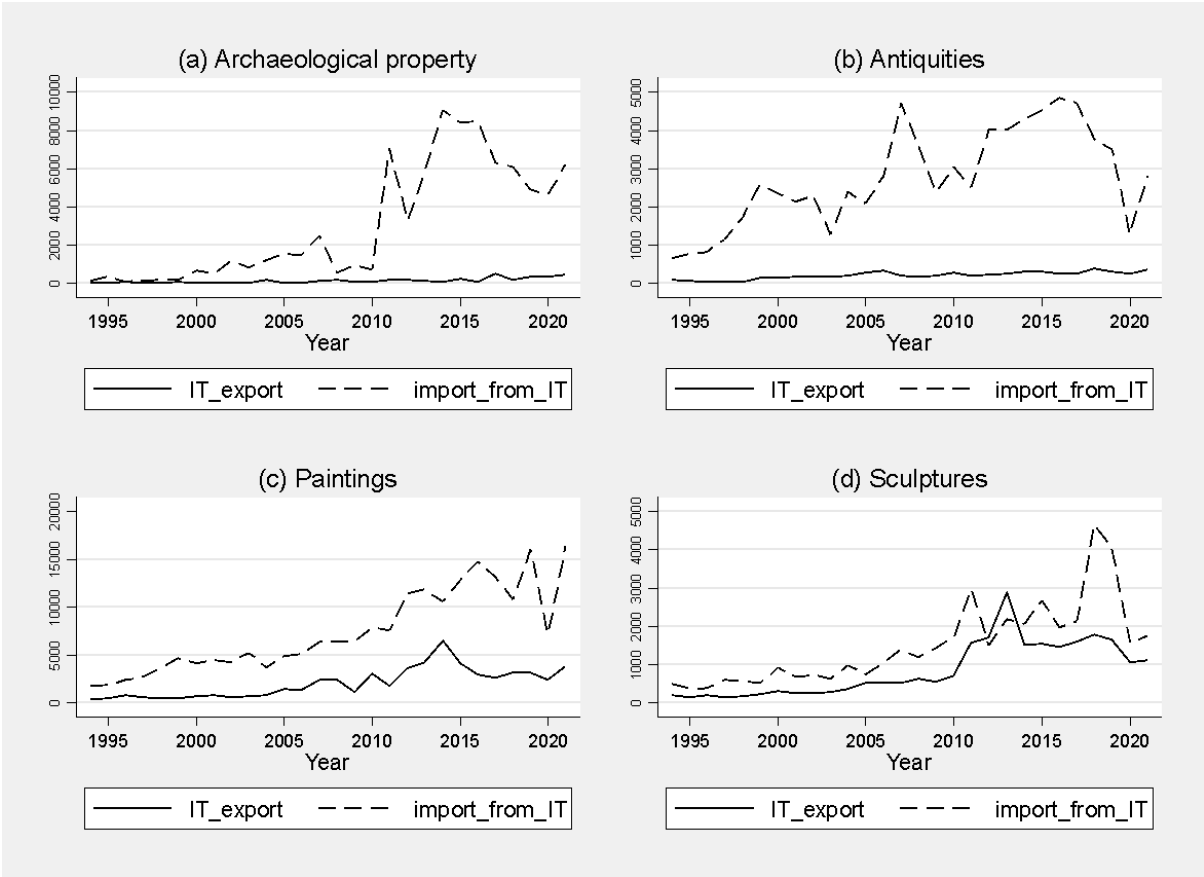 (a) Archaeological property
10000
8000
6000
4000
2000
0
1995 2000 2005 2010 2015 2020
Year
IT_export import_from_IT
(b) Antiquities
5000
4000
3000
2000
1000
0
1995 2000 2005 2010 2015 2020
Year
IT_export import_from_IT
(c) Paintings
20000
15000
10000
5000
0
1995 2000 2005 2010 2015 2020
Year
IT_export import_from_IT
(d) Sculptures
5000
4000
3000
2000
1000
0
1995 2000 2005 2010 2015 2020
Year
IT_export import_from_IT